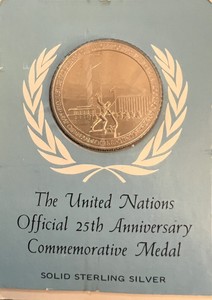 The United Nations
Official 25th Anniversary
Commemorative Medal
SOLID STERLING SILVER